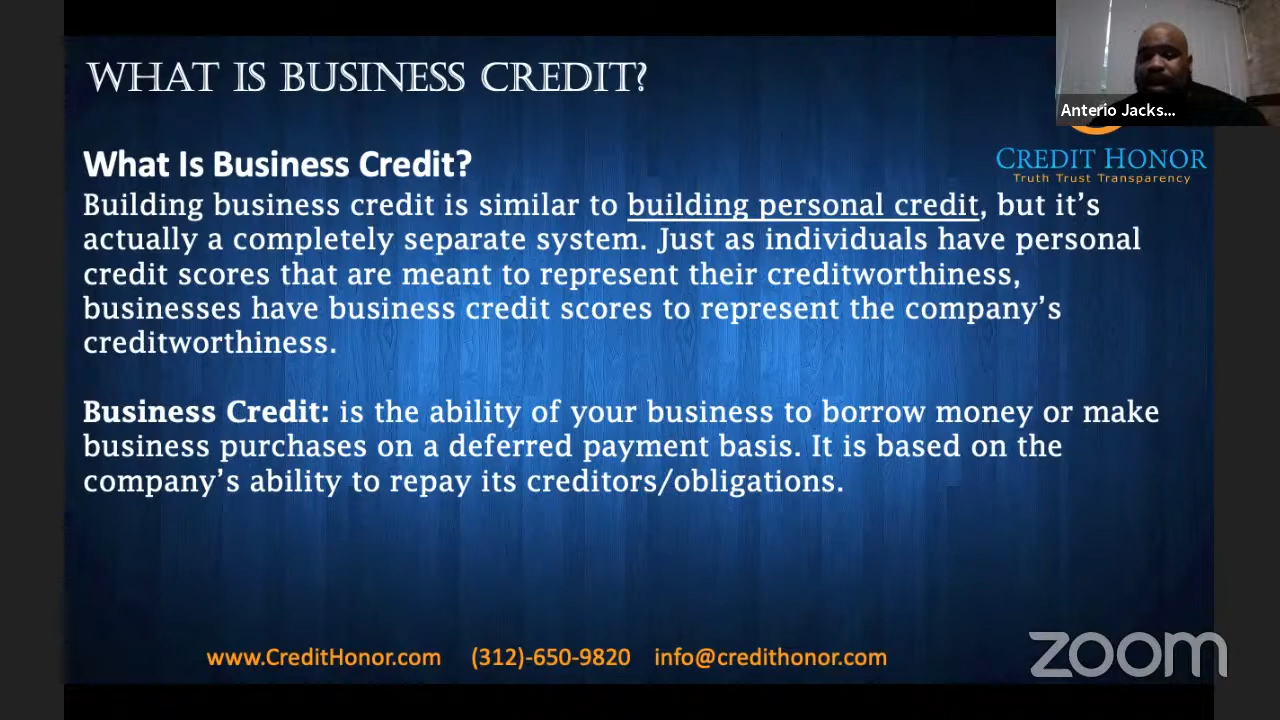 WHAT IS BUSINESS CREDIT?
Anterio Jacks...
CREDIT HONOR
Truth Trust Transparency
What Is Business Credit?
Building business credit is similar to building personal credit, but it’s
actually a completely separate system. Just as individuals have personal
credit scores that are meant to represent their creditworthiness,
businesses have business credit scores to represent the company’s
creditworthiness.
Business Credit: is the ability of your business to borrow money or make
business purchases on a deferred payment basis. It is based on the
company’s ability to repay its creditors/obligations.
www.CreditHonor.com (312)-650-9820 info@credithonor.com
zoom